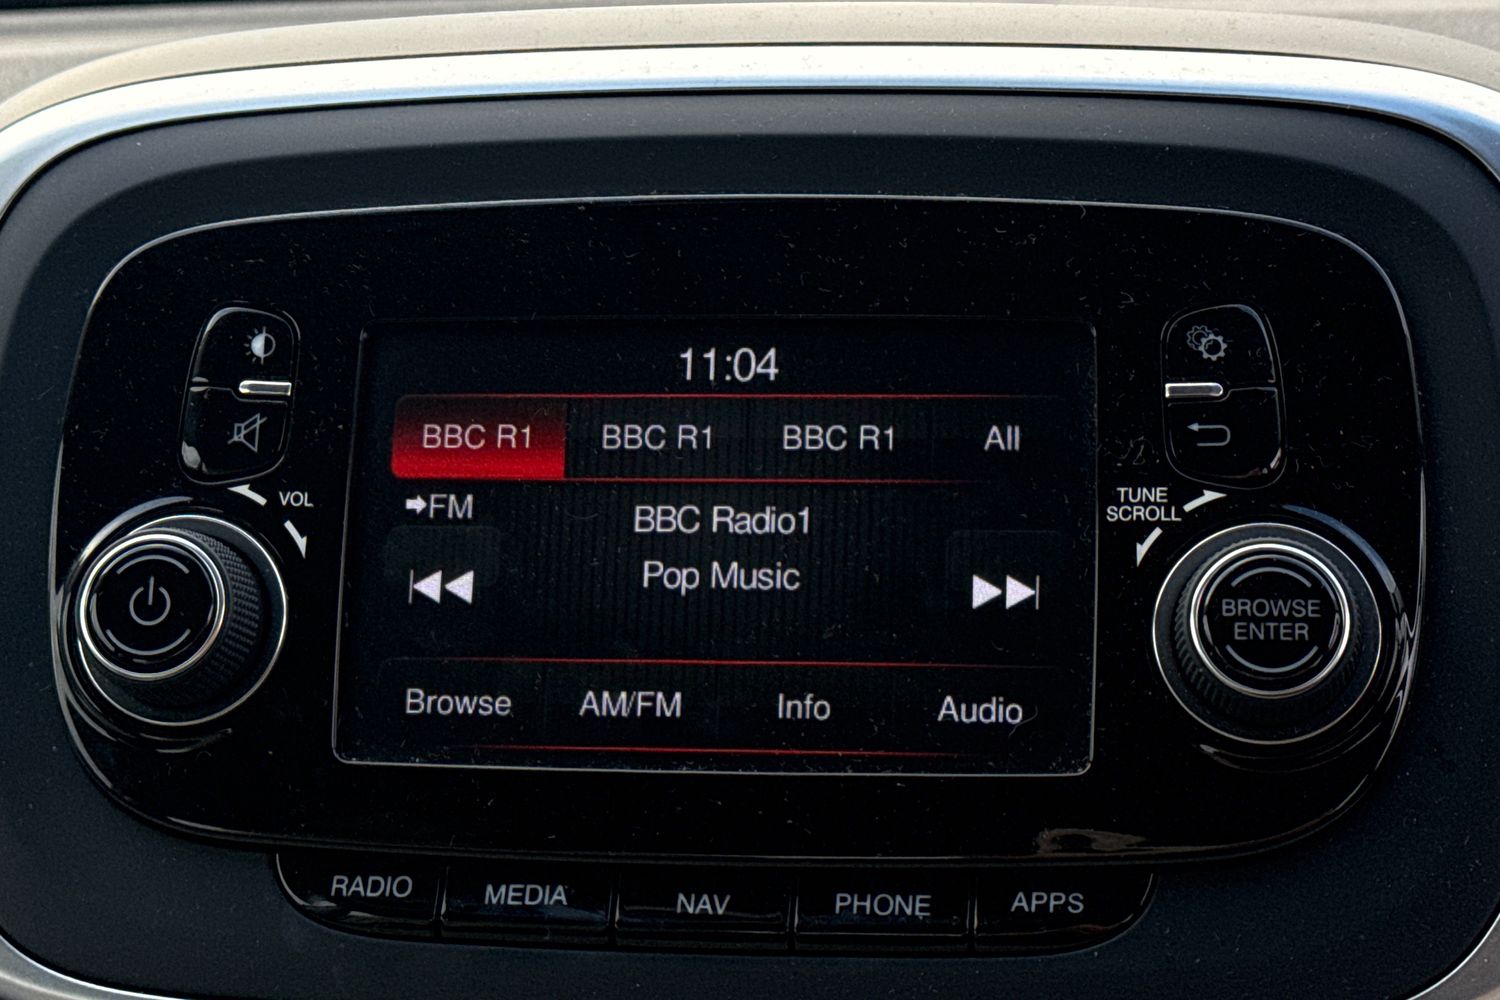 11:04
BBC R1 BBC R1 BBC R1 All
VOL
FM
BBC Radio1
TUNE
SCROLL
Pop Music
BROWSE
ENTER
Browse AM/FM Info Audio
RADIO MEDIA NAV PHONE APPS